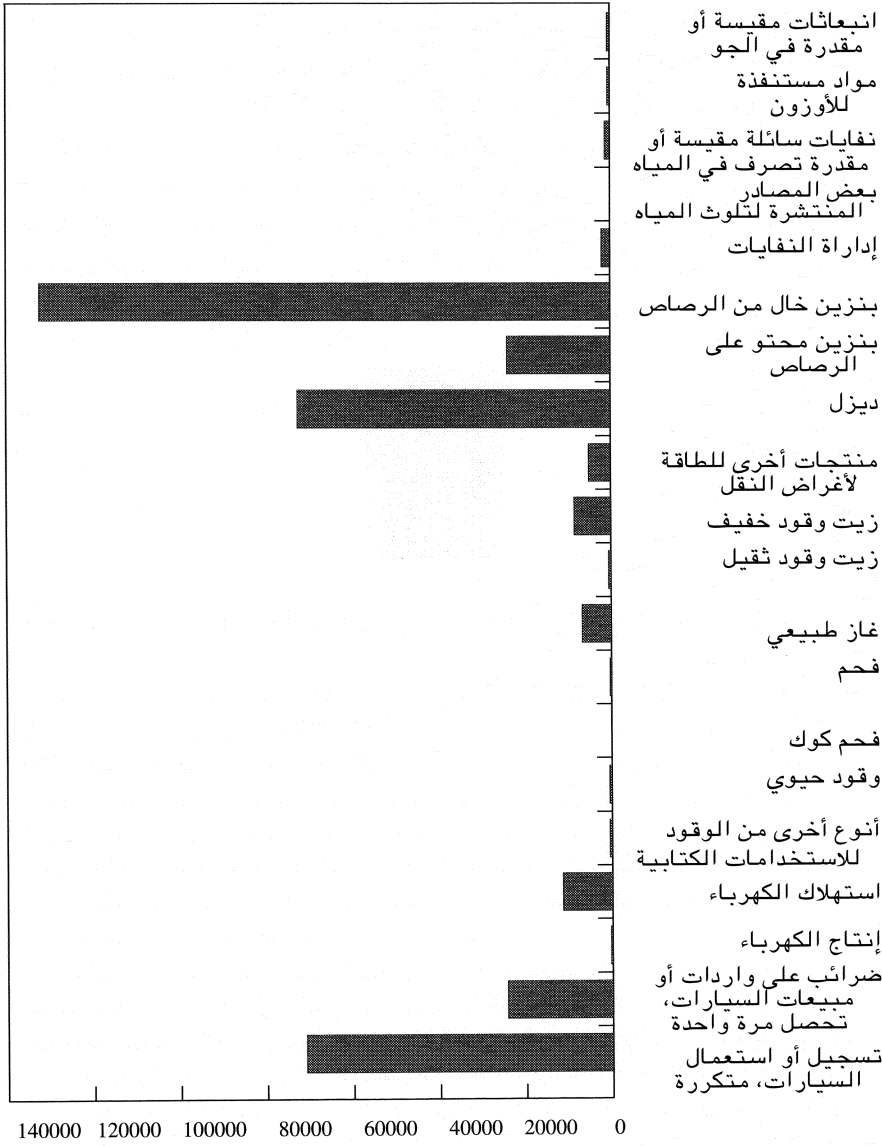 انبعاثات مقيسة أو
مقدرة في الجو
مواد مستنفذة
للأوزون
نفايات سائلة مقيسة أو
مقدرة تصرف في المياه
بعض المصادر
المنتشرة لتلوث المياه
إداراة النفايات
بنزين خال من الرصاص
بنزين محتو على
الرصاص
ديزل
منتجات أخرى للطاقة
لأغراض النقل
زيت وقود خفيف
زيت وقود ثقيل
غاز طبيعي
فحم
فحم كوك
وقود حيوي
أنوع أخرى من الوقود
للاستخدامات الكتابية
استهلاك الكهرباء
إنتاج الكهرباء
ضرائب على واردات أو
مبيعات السيارات،
تحصل مرة واحدة
تسجيل أو استعمال
السيارات، متكررة
140000 120000 100000 80000 60000 40000 20000 0